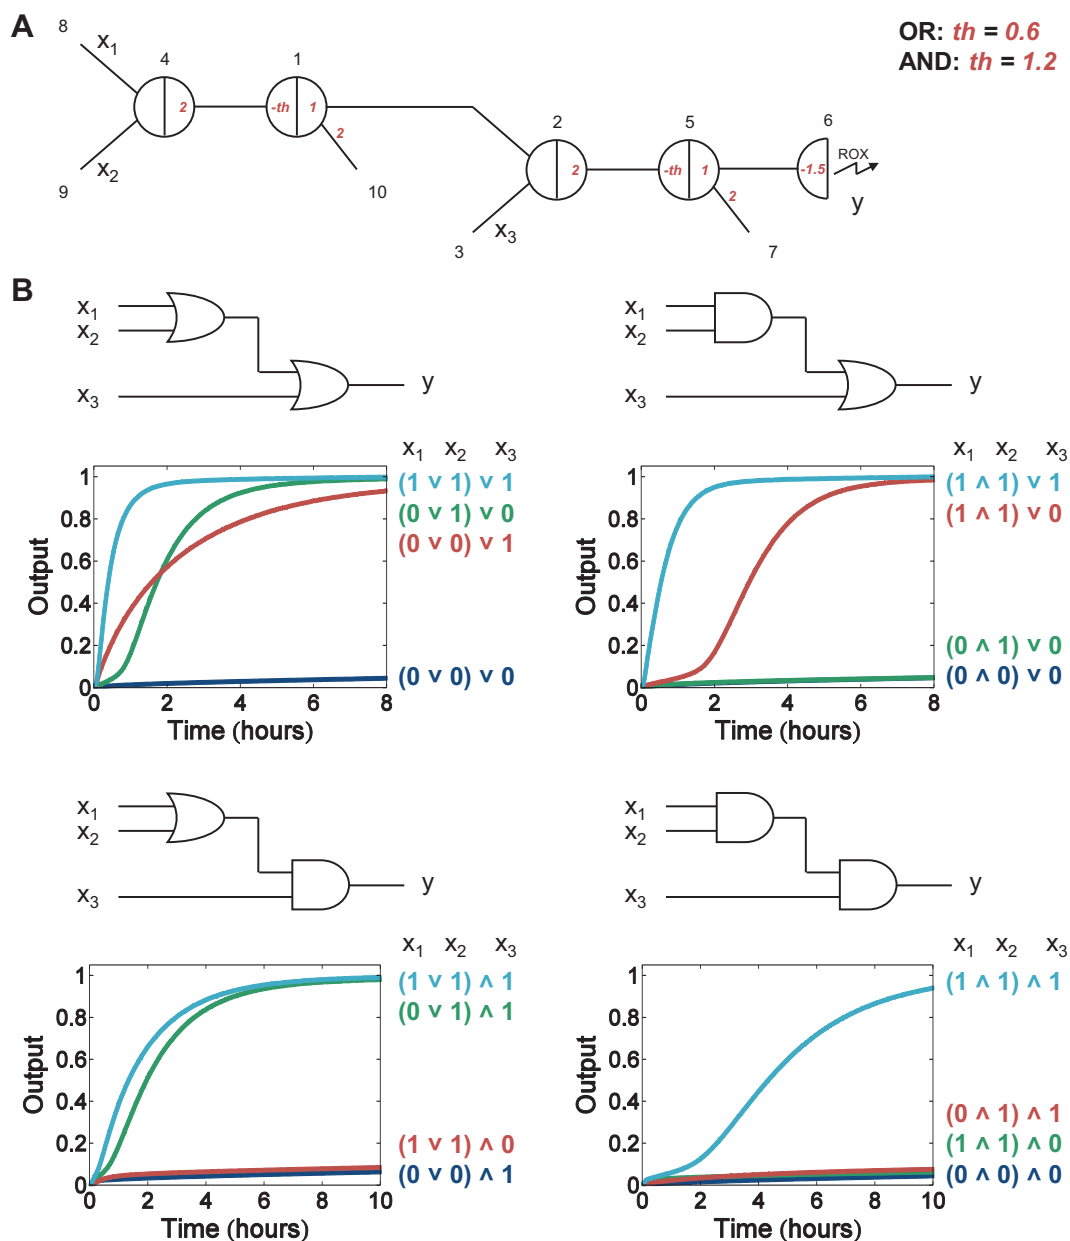 A
8
x1
4
1
OR: th = 0.6
AND: th = 1.2
2
-th
1
2
x2
9
10
2
5
6
2
-th
1
2
-1.5
ROX
y
x3
3
7
B
x1
x2
x3
y
x1
x2
x3
y
x1 x2 x3
(1 ∨ 1) ∨ 1
(0 ∨ 1) ∨ 0
(0 ∨ 0) ∨ 1
(0 ∨ 0) ∨ 0
Output
1
0.8
0.6
0.4
0.2
0
0 2 4 6 8
Time (hours)
x1 x2 x3
(1 ∧ 1) ∨ 1
(1 ∧ 1) ∨ 0
(0 ∧ 1) ∨ 0
(0 ∧ 0) ∨ 0
Output
1
0.8
0.6
0.4
0.2
0
0 2 4 6 8
Time (hours)
x1
x2
x3
y
x1
x2
x3
y
x1 x2 x3
(1 ∨ 1) ∧ 1
(0 ∨ 1) ∧ 1
(1 ∨ 1) ∧ 0
(0 ∨ 0) ∧ 1
Output
1
0.8
0.6
0.4
0.2
0
0 2 4 6 8 10
Time (hours)
x1 x2 x3
(1 ∧ 1) ∧ 1
(0 ∧ 1) ∧ 1
(1 ∧ 1) ∧ 0
(0 ∧ 0) ∧ 0
Output
1
0.8
0.6
0.4
0.2
0
0 2 4 6 8 10
Time (hours)